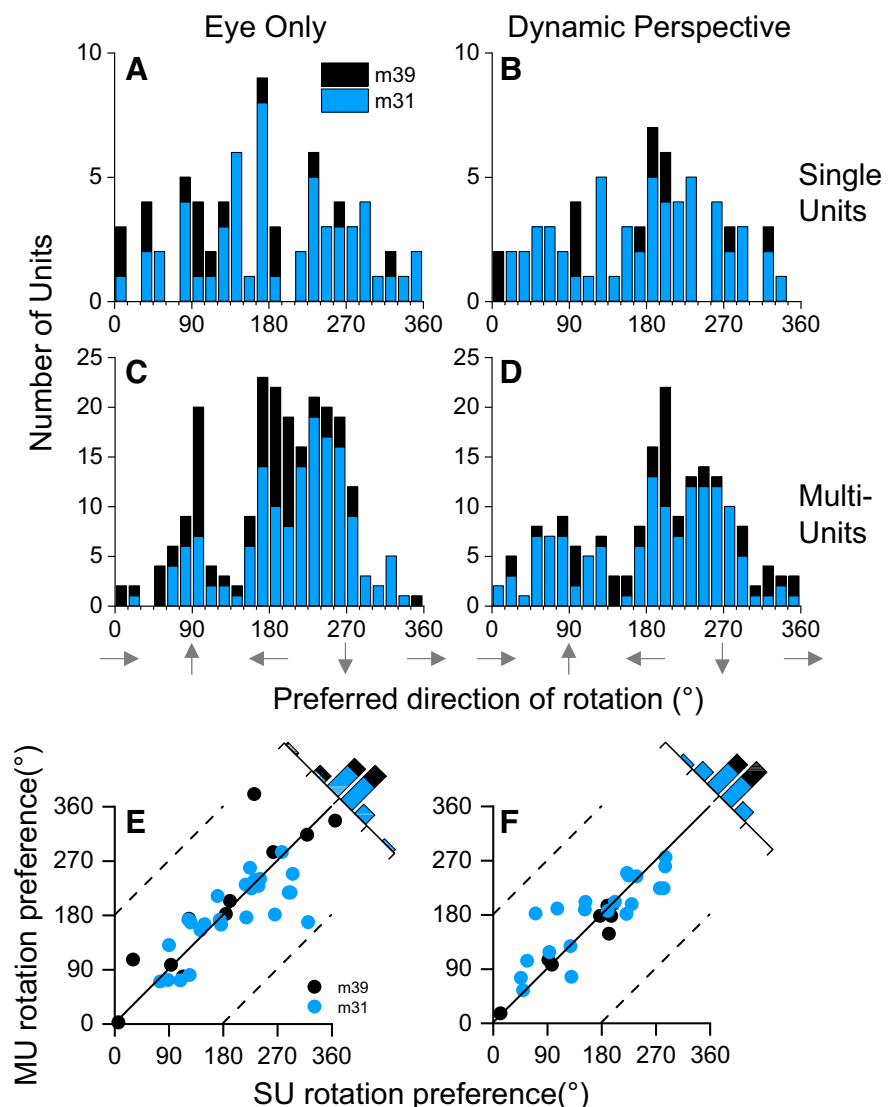 Eye Only
Dynamic Perspective
Number of Units
A
m39
m31
10
5
0
0 90 180 270 360
B
10
5
0
0 90 180 270 360
Single
Units
C
25
20
15
10
5
0
0 90 180 270 360
D
25
20
15
10
5
0
0 90 180 270 360
Multi-
Units
Preferred direction of rotation (°)
MU rotation preference(°)
E
360
270
180
90
0
0 90 180 270 360
m39
m31
F
360
270
180
90
0
0 90 180 270 360
SU rotation preference(°)